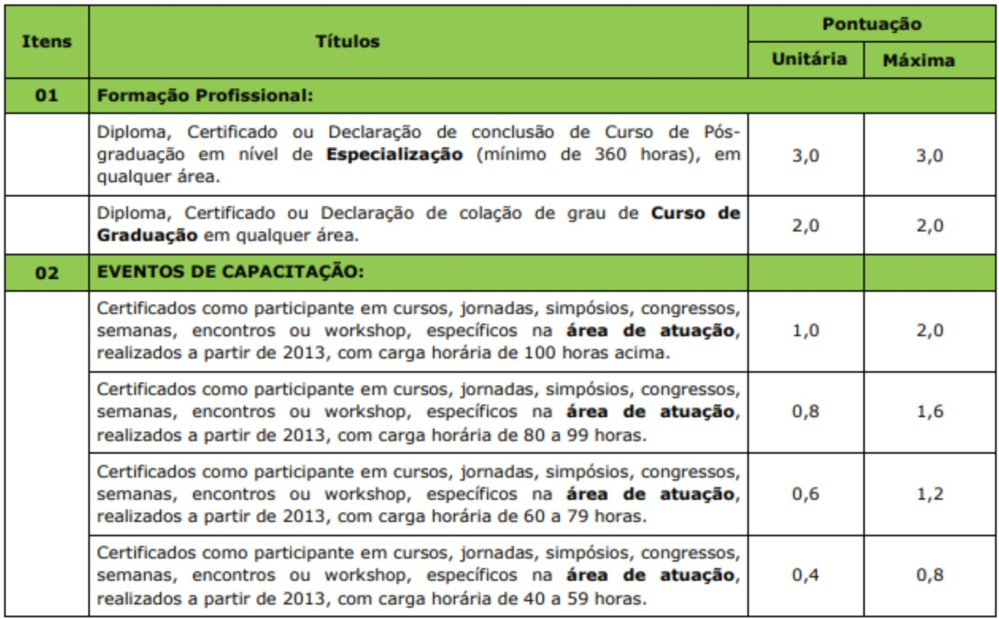 Itens
Títulos
Pontuação
Unitária
Máxima
01
Formação Profissional:
Diploma, Certificado ou Declaração de conclusão de Curso de Pós-
graduação em nível de Especialização (mínimo de 360 horas), em
qualquer área.
3,0
3,0
Diploma, Certificado ou Declaração de colação de grau de Curso de
Graduação em qualquer área.
2,0
2,0
02
EVENTOS DE CAPACITAÇÃO:
Certificados como participante em cursos, jornadas, simpósios, congressos,
semanas, encontros ou workshop, específicos na área de atuação,
realizados a partir de 2013, com carga horária de 100 horas acima.
1,0
2,0
Certificados como participante em cursos, jornadas, simpósios, congressos,
semanas, encontros ou workshop, específicos na área de atuação,
realizados a partir de 2013, com carga horária de 80 a 99 horas.
0,8
1,6
Certificados como participante em cursos, jornadas, simpósios, congressos,
semanas, encontros ou workshop, específicos na área de atuação,
realizados a partir de 2013, com carga horária de 60 a 79 horas.
0,6
1,2
Certificados como participante em cursos, jornadas, simpósios, congressos,
semanas, encontros ou workshop, específicos na área de atuação,
realizados a partir de 2013, com carga horária de 40 a 59 horas.
0,4
0,8